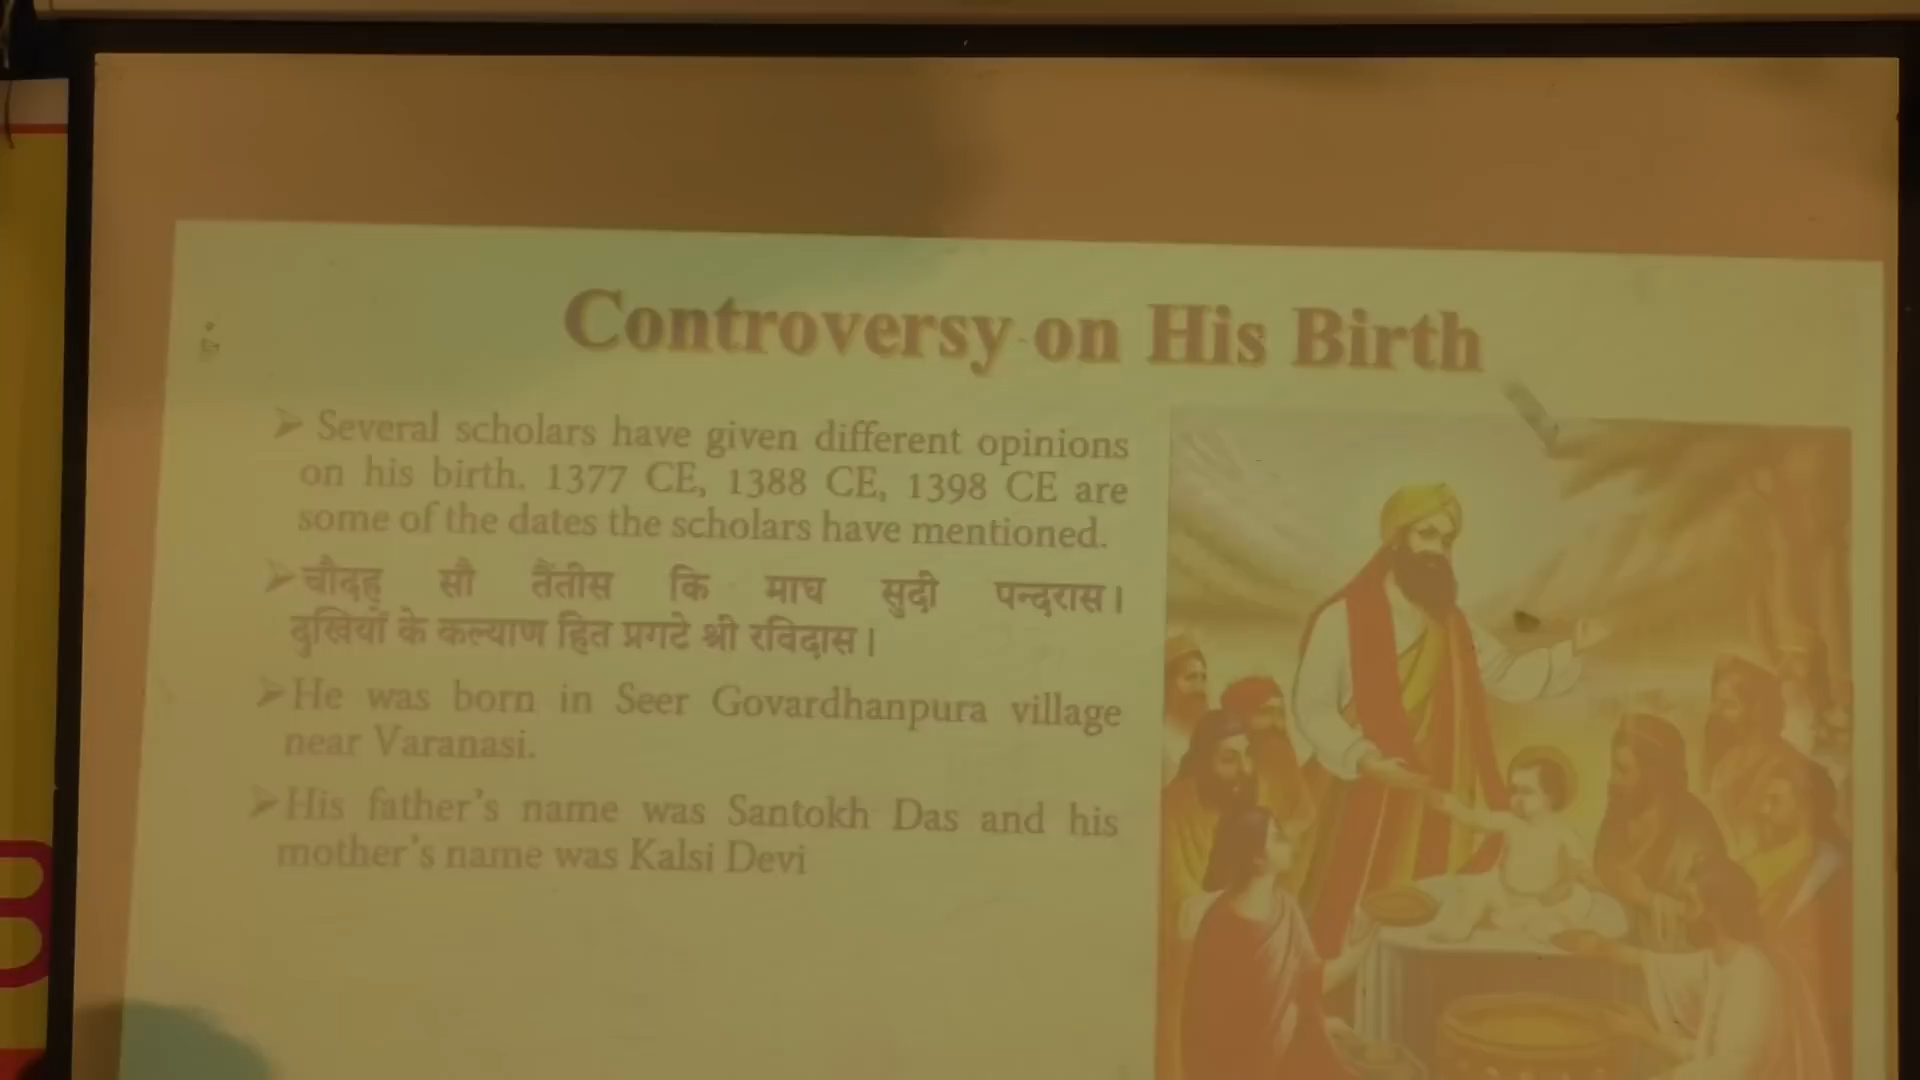 Controversy on His Birth
➢ Several scholars have given different opinions
on his birth. 1377 CE, 1388 CE, 1398 CE are
some of the dates the scholars have mentioned.
➢ चौदह सौ तैंतीस कि माघ सुदी पन्दरास।
दुखियों के कल्याण हित प्रगटे श्री रविदास।
➢ He was born in Seer Govardhanpura village
near Varanasi.
➢ His father's name was Santokh Das and his
mother's name was Kalsi Devi